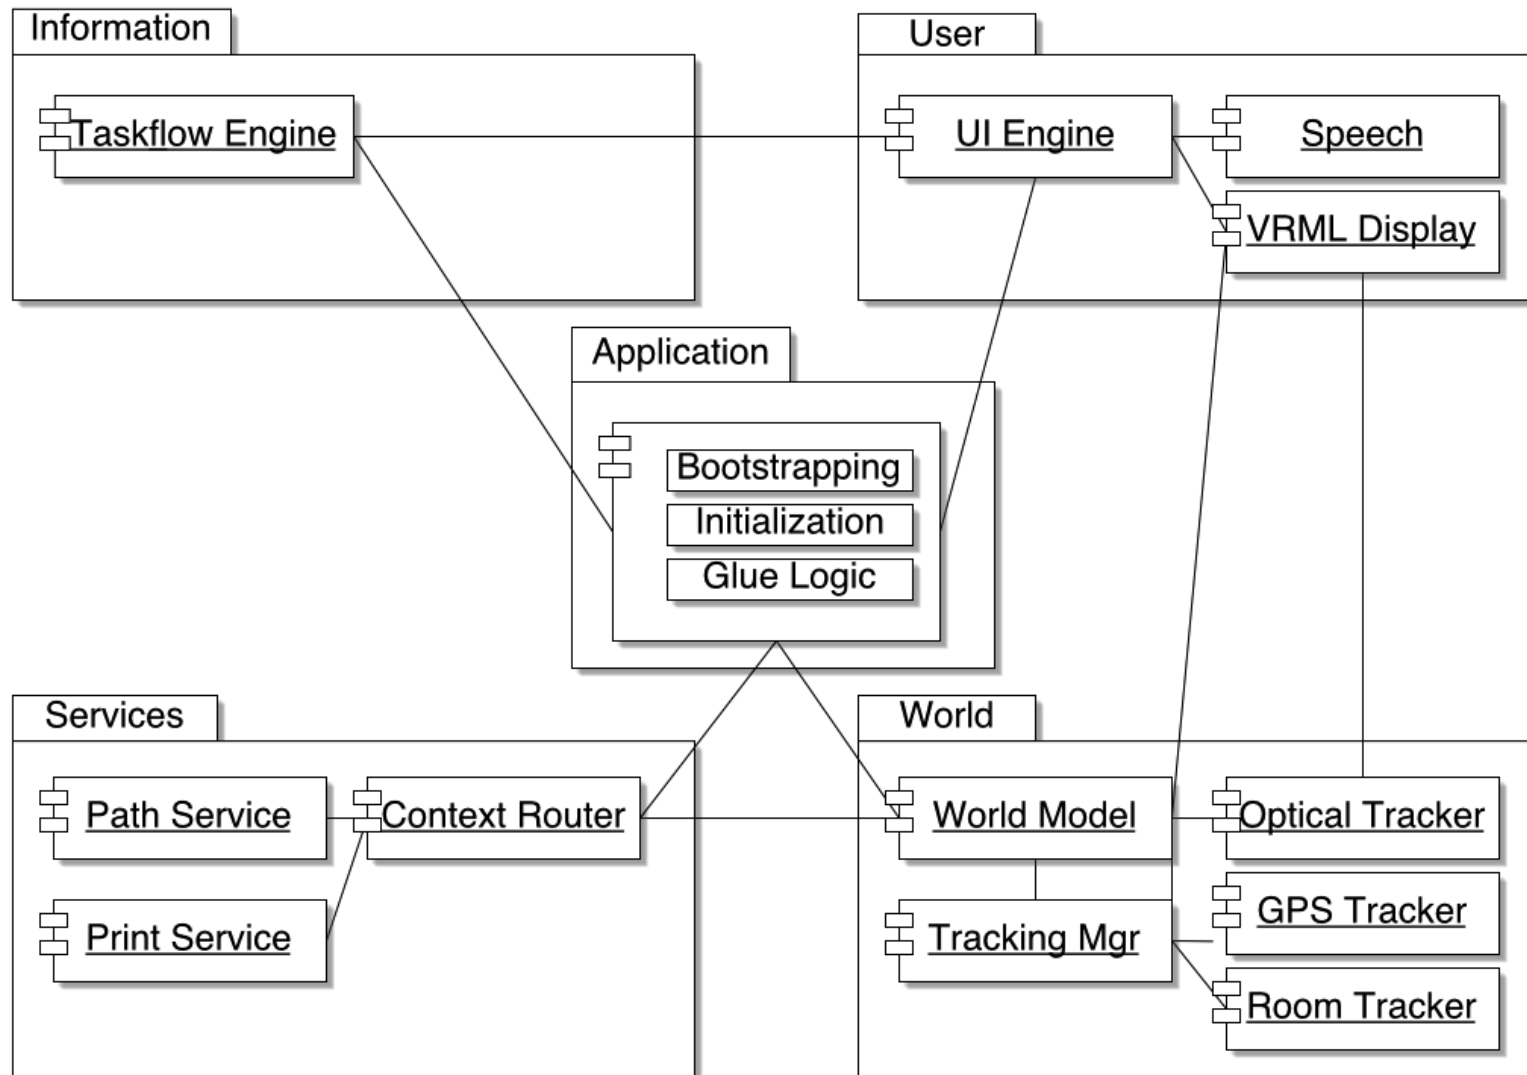 Information
User
Taskflow Engine
UI Engine
Speech
VRML Display
Application
Bootstrapping
Initialization
Glue Logic
Services
World
Path Service
Context Router
World Model
Optical Tracker
GPS Tracker
Print Service
Tracking Mgr
Room Tracker